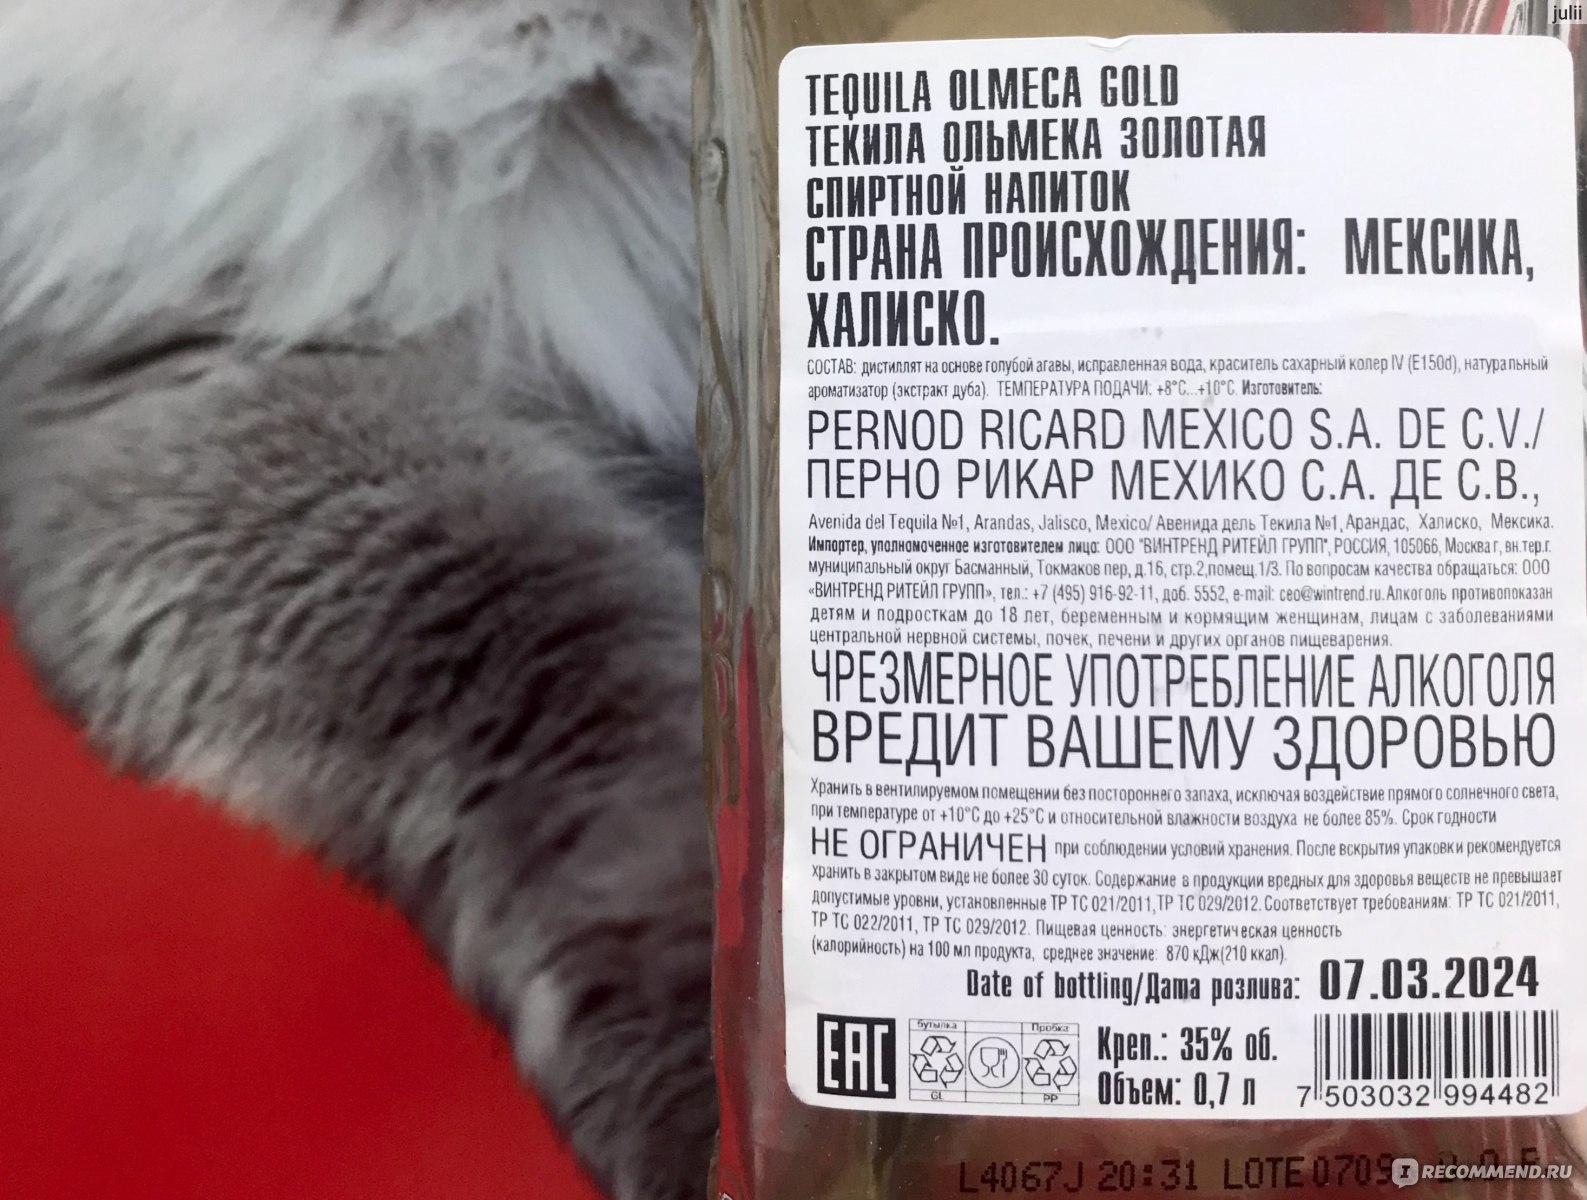 julii
TEQUILA OLMECA GOLD
ТЕКИЛА ОЛЬМЕКА ЗОЛОТАЯ
СПИРТНОЙ НАПИТОК
СТРАНА ПРОИСХОЖДЕНИЯ: МЕКСИКА,
ХАЛИСКО.
СОСТАВ: дистиллят на основе голубой агавы, исправленная вода, краситель сахарный колер IV (E150d), натуральный
ароматизатор (экстракт дуба). ТЕМПЕРАТУРА ПОДАЧИ: +8°С...+10°С. Изготовитель:
PERNOD RICARD MEXICO S.A. DE C.V./
ПЕРНО РИКАР МЕХИКО С.А. ДЕ С.В.,
Avenida del Tequila №1, Arandas, Jalisco, Mexico/ Авенида дель Текила №1, Арандас, Халиско, Мексика.
Импортер, уполномоченное изготовителем лицо: ООО "ВИНТРЕНД РИТЕЙЛ ГРУПП", РОССИЯ, 105066, Москва г, вн.тер.г.
муниципальный округ Басманный, Токмаков пер, д.16, стр.2,помещ.1/3. По вопросам качества обращаться: ООО
«ВИНТРЕНД РИТЕЙЛ ГРУПП», тел.: +7 (495) 916-92-11, доб. 5552, e-mail: ceo@wintrend.ru. Алкоголь противопоказан
детям и подросткам до 18 лет, беременным и кормящим женщинам, лицам с заболеваниями
центральной нервной системы, почек, печени и других органов пищеварения.
ЧРЕЗМЕРНОЕ УПОТРЕБЛЕНИЕ АЛКОГОЛЯ
ВРЕДИТ ВАШЕМУ ЗДОРОВЬЮ
Хранить в вентилируемом помещении без постороннего запаха, исключая воздействие прямого солнечного света,
при температуре от +10°С до +25°С и относительной влажности воздуха не более 85%. Срок годности
НЕ ОГРАНИЧЕН при соблюдении условий хранения. После вскрытия упаковки рекомендуется
хранить в закрытом виде не более 30 суток. Содержание в продукции вредных для здоровья веществ не превышает
допустимые уровни, установленные ТР ТС 021/2011, ТР ТС 029/2012. Соответствует требованиям: ТР ТС 021/2011,
ТР ТС 022/2011, ТР ТС 029/2012. Пищевая ценность: энергетическая ценность
(калорийность) на 100 мл продукта, среднее значение: 870 кДж(210 ккал).
Date of bottling/Дата розлива: 07.03.2024
EAC
бутылка Пробка
GL PP
Креп.: 35% об.
Объем: 0,7 л
7 503032 994482
L4067J 20:31 LOTE 0709
IRECOMMEND.RU